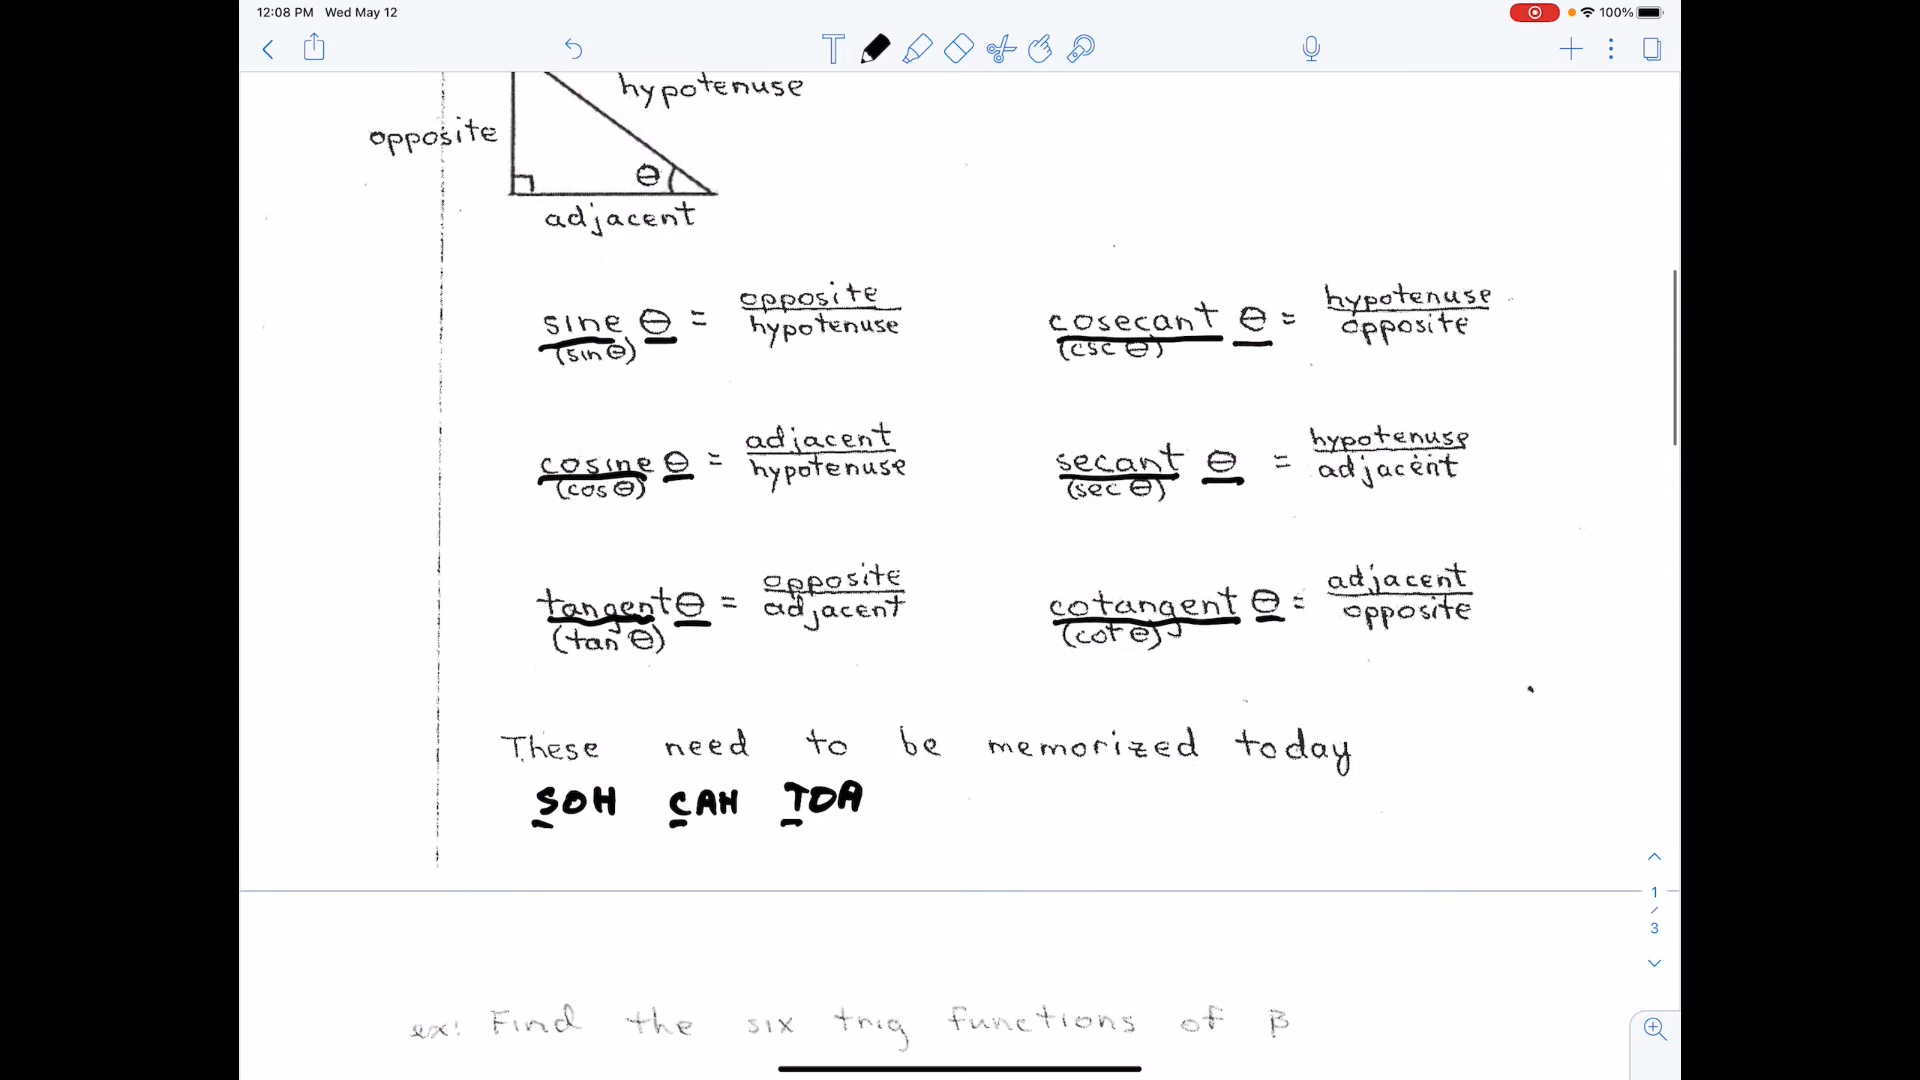 12:08 PM Wed May 12
100%
hypotenuse
opposite
θ
adjacent
sine θ = opposite/hypotenuse
(sin θ)
cosecant θ = hypotenuse/opposite
(csc θ)
cosine θ = adjacent/hypotenuse
(cos θ)
secant θ = hypotenuse/adjacent
(sec θ)
tangent θ = opposite/adjacent
(tan θ)
cotangent θ = adjacent/opposite
(cot θ)
These need to be memorized today
SOH CAH TOA
1
/
3
ex: Find the six trig functions of β